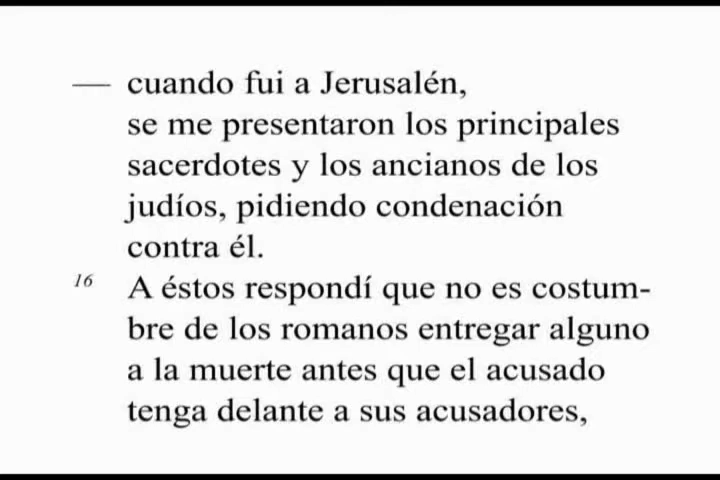 — cuando fui a Jerusalén,
se me presentaron los principales
sacerdotes y los ancianos de los
judíos, pidiendo condenación
contra él.
16 A éstos respondí que no es costum-
bre de los romanos entregar alguno
a la muerte antes que el acusado
tenga delante a sus acusadores,